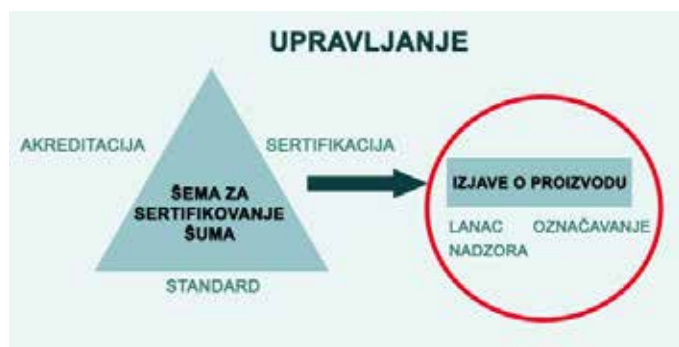 UPRAVLJANJE
AKREDITACIJA
SERTIFIKACIJA
ŠEMA ZA
SERTIFIKOVANJE
ŠUMA
STANDARD
IZJAVE O PROIZVODU
LANAC OZNAČAVANJE
NADZORA